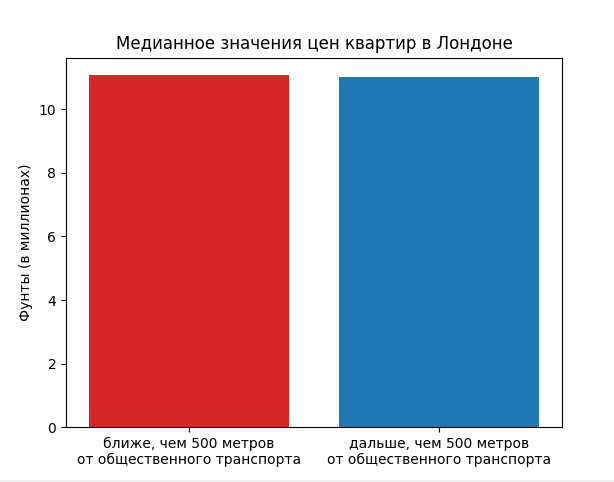 Медианное значения цен квартир в Лондоне
Фунты (в миллионах)
10
8
6
4
2
0
ближе, чем 500 метров
от общественного транспорта
дальше, чем 500 метров
от общественного транспорта